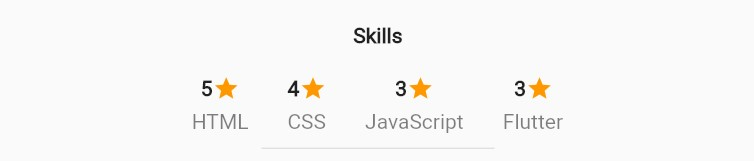 Skills
5 4 3 3
HTML CSS JavaScript Flutter